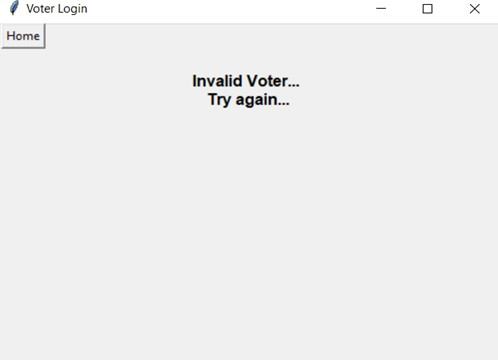 Voter Login
Home
Invalid Voter...
Try again...